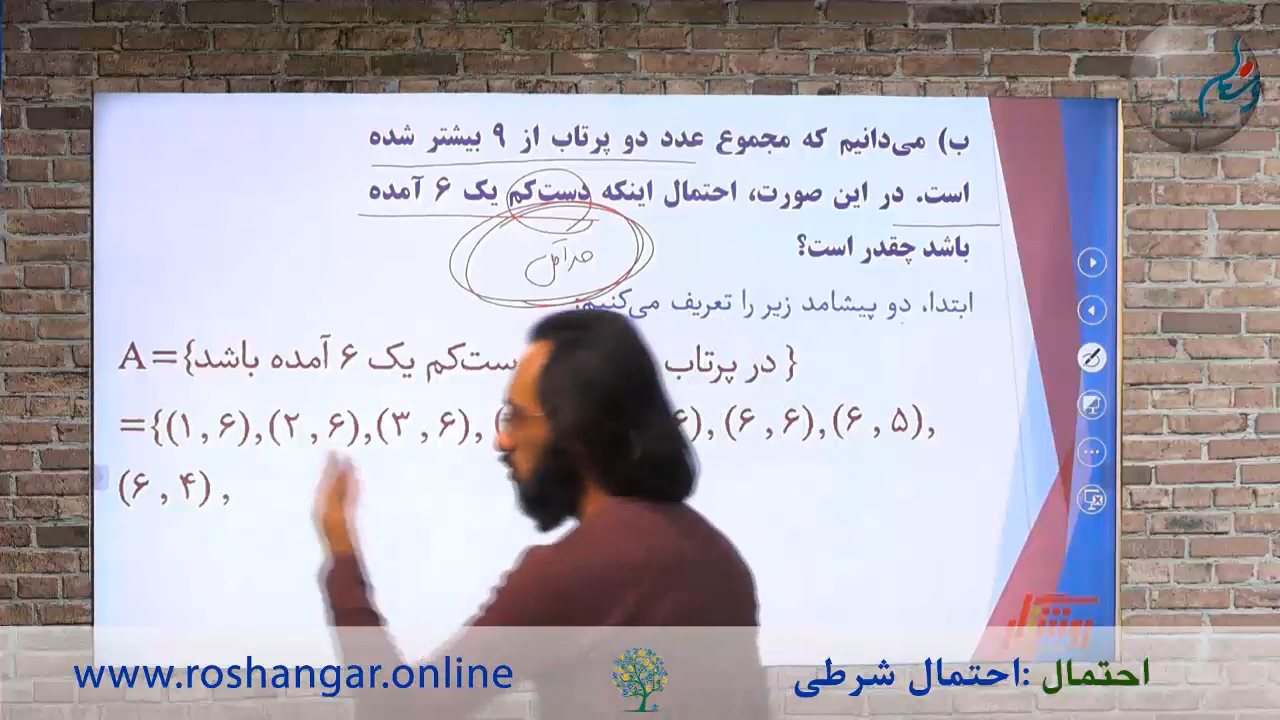 ب) می‌دانیم که مجموع عدد دو پرتاب از ۹ بیشتر شده
است. در این صورت، احتمال اینکه دست‌کم یک ۶ آمده
باشد چقدر است؟
حداقل
ابتدا، دو پیشامد زیر را تعریف می‌کنیم:
A={در پرتاب ست‌کم یک ۶ آمده باشد}
={(۱ , ۶),(۲ , ۶),(۳ , ۶), ( ۶), (۶ , ۶),(۶ , ۵),
(۶ , ۴) ,
روشنگر
www.roshangar.online
احتمال :احتمال شرطی